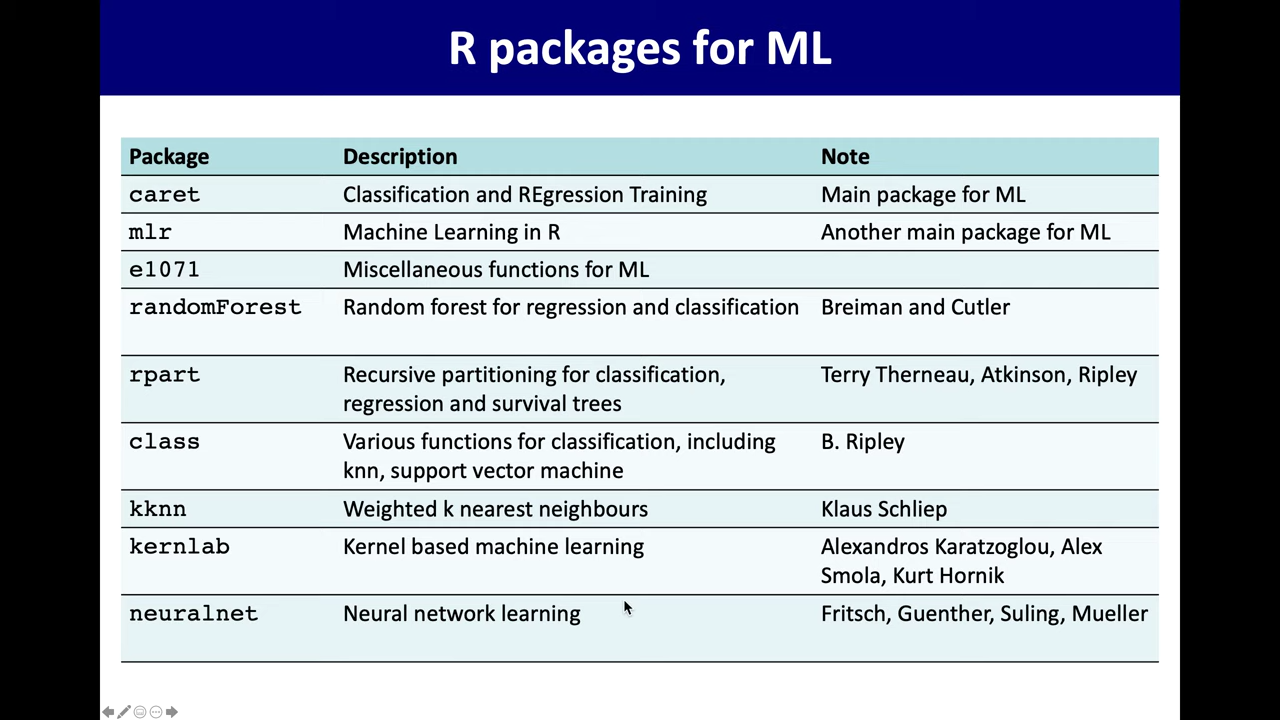 R packages for ML
Package Description Note
caret Classification and REgression Training Main package for ML
mlr Machine Learning in R Another main package for ML
e1071 Miscellaneous functions for ML
randomForest Random forest for regression and classification Breiman and Cutler
rpart Recursive partitioning for classification, Terry Therneau, Atkinson, Ripley
regression and survival trees
class Various functions for classification, including B. Ripley
knn, support vector machine
kknn Weighted k nearest neighbours Klaus Schliep
kernlab Kernel based machine learning Alexandros Karatzoglou, Alex
Smola, Kurt Hornik
neuralnet Neural network learning Fritsch, Guenther, Suling, Mueller